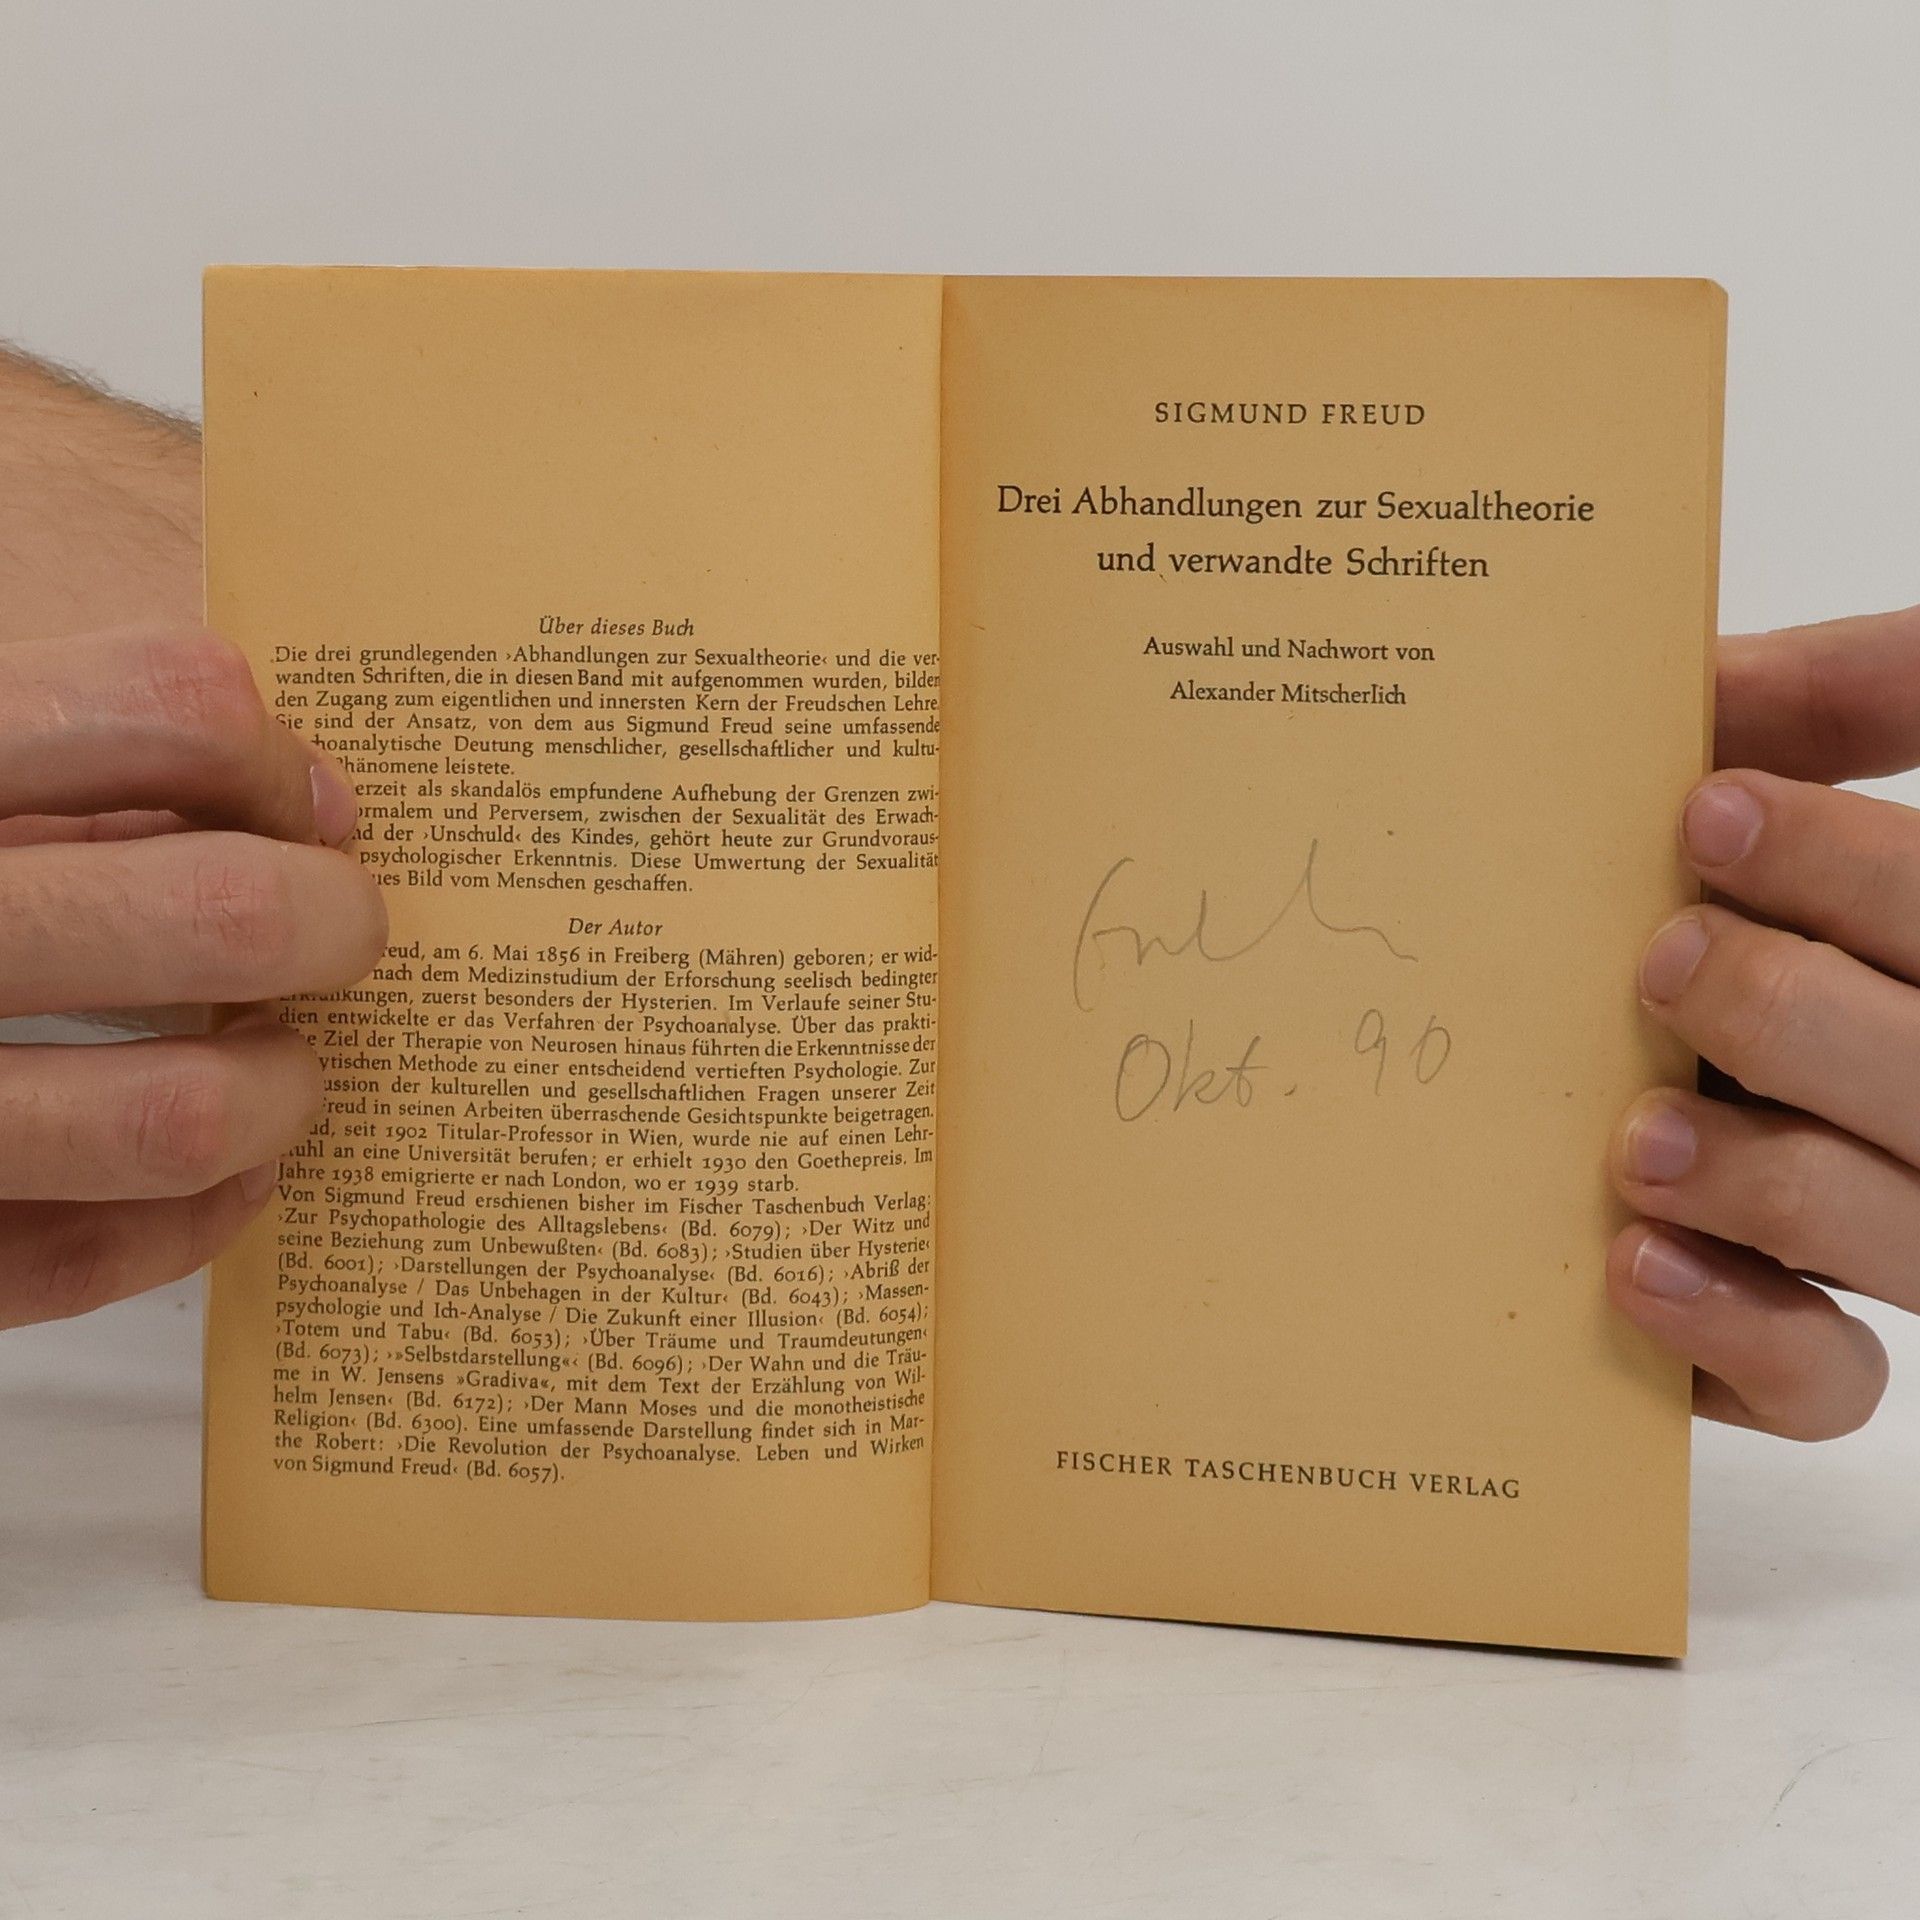 Über dieses Buch
Die drei grundlegenden ›Abhandlungen zur Sexualtheorie‹ und die ver-
wandten Schriften, die in diesen Band mit aufgenommen wurden, bilden
den Zugang zum eigentlichen und innersten Kern der Freudschen Lehre.
Sie sind der Ansatz, von dem aus Sigmund Freud seine umfassende
hoanalytische Deutung menschlicher, gesellschaftlicher und kultu-
Phänomene leistete.
erzeit als skandalös empfundene Aufhebung der Grenzen zwi-
ormalem und Perversem, zwischen der Sexualität des Erwach-
nd der ›Unschuld‹ des Kindes, gehört heute zur Grundvoraus-
psychologischer Erkenntnis. Diese Umwertung der Sexualität
ues Bild vom Menschen geschaffen.
Der Autor
reud, am 6. Mai 1856 in Freiberg (Mähren) geboren; er wid-
nach dem Medizinstudium der Erforschung seelisch bedingter
Erkrankungen, zuerst besonders der Hysterien. Im Verlaufe seiner Stu-
dien entwickelte er das Verfahren der Psychoanalyse. Über das prakti-
e Ziel der Therapie von Neurosen hinaus führten die Erkenntnisse der
ytischen Methode zu einer entscheidend vertieften Psychologie. Zur
ussion der kulturellen und gesellschaftlichen Fragen unserer Zeit
Freud in seinen Arbeiten überraschende Gesichtspunkte beigetragen.
ud, seit 1902 Titular-Professor in Wien, wurde nie auf einen Lehr-
stuhl an eine Universität berufen; er erhielt 1930 den Goethepreis. Im
Jahre 1938 emigrierte er nach London, wo er 1939 starb.
Von Sigmund Freud erschienen bisher im Fischer Taschenbuch Verlag:
›Zur Psychopathologie des Alltagslebens‹ (Bd. 6079); ›Der Witz und
seine Beziehung zum Unbewußten‹ (Bd. 6083); ›Studien über Hysterie‹
(Bd. 6001); ›Darstellungen der Psychoanalyse‹ (Bd. 6016); ›Abriß der
Psychoanalyse / Das Unbehagen in der Kultur‹ (Bd. 6043); ›Massen-
psychologie und Ich-Analyse / Die Zukunft einer Illusion‹ (Bd. 6054);
›Totem und Tabu‹ (Bd. 6053); ›Über Träume und Traumdeutungen‹
(Bd. 6073); ›»Selbstdarstellung«‹ (Bd. 6096); ›Der Wahn und die Träu-
me in W. Jensens »Gradiva«, mit dem Text der Erzählung von Wil-
helm Jensen‹ (Bd. 6172); ›Der Mann Moses und die monotheistische
Religion‹ (Bd. 6300). Eine umfassende Darstellung findet sich in Mar-
the Robert: ›Die Revolution der Psychoanalyse. Leben und Wirken
von Sigmund Freud‹ (Bd. 6057).
SIGMUND FREUD
Drei Abhandlungen zur Sexualtheorie
und verwandte Schriften
Auswahl und Nachwort von
Alexander Mitscherlich
Okt. 90
FISCHER TASCHENBUCH VERLAG